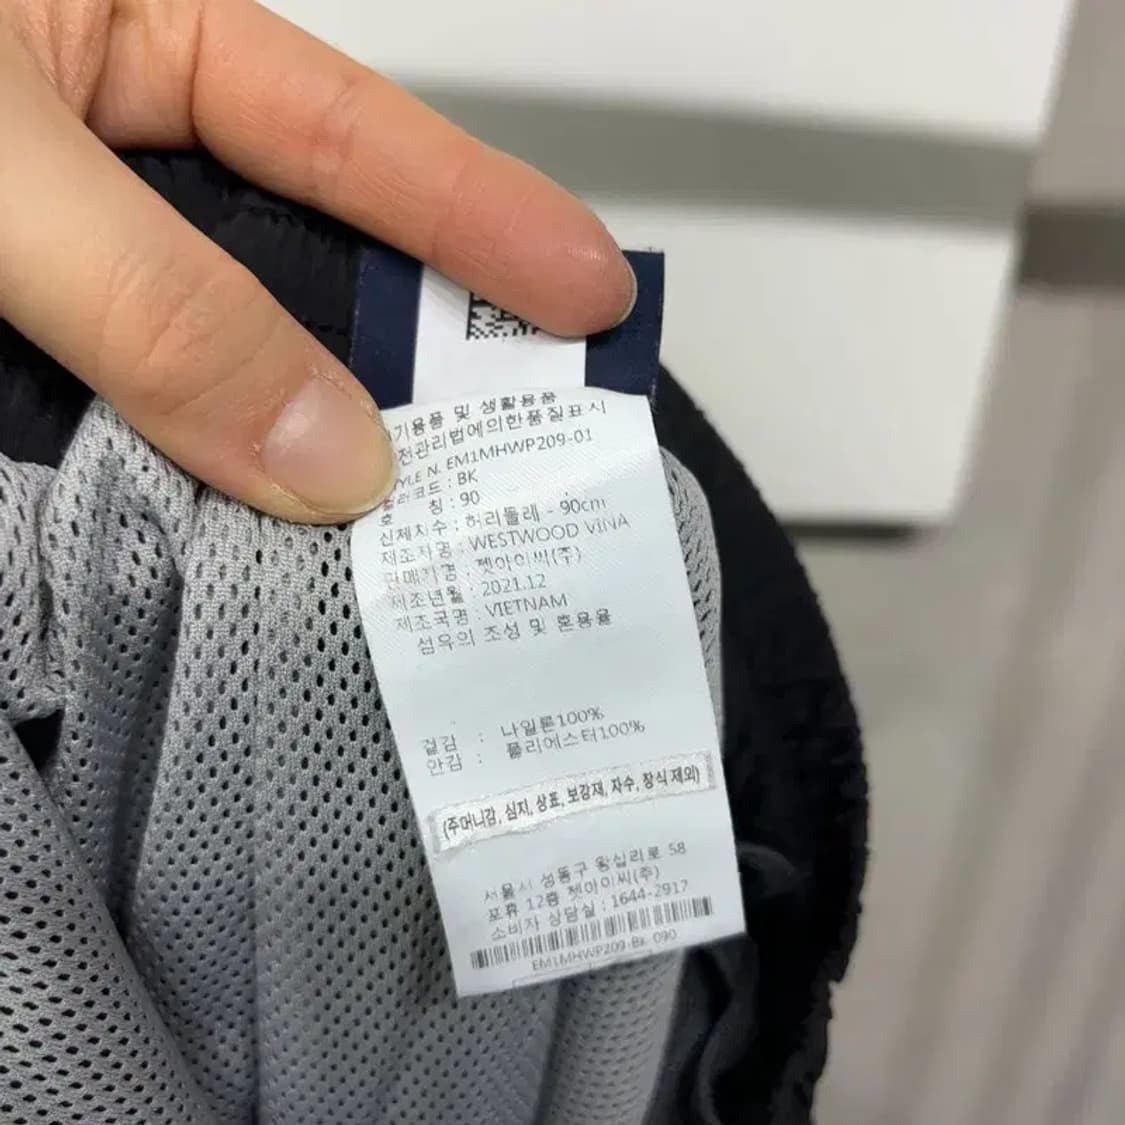 기용품 및 생활용품
전관리법에의한품질표시
STYLE N. EM1MHWP209-01
컬러코드 : BK
호 칭 : 90
신체치수 : 허리둘레 - 90cm
제조자명 : WESTWOOD VINA
판매자명 : 젯아이씨(주)
제조년월 : 2021.12
제조국명 : VIETNAM
섬유의 조성 및 혼용율
겉감 : 나일론100%
안감 : 폴리에스터100%
(주머니감, 심지, 상표, 보강재, 자수, 장식 제외)
서울시 성동구 왕십리로 58
포휴 12층 젯아이씨(주)
소비자 상담실 : 1644-2917
EM1MHWP209-BK 090